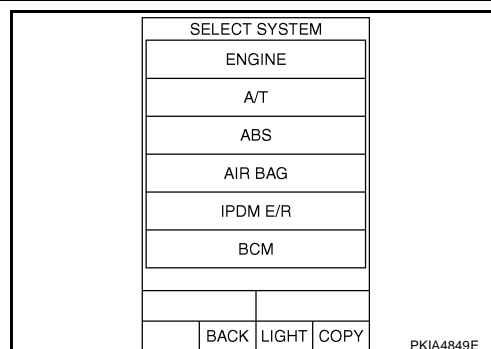 SELECT SYSTEM
ENGINE
A/T
ABS
AIR BAG
IPDM E/R
BCM
BACK LIGHT COPY
PKIA4849E